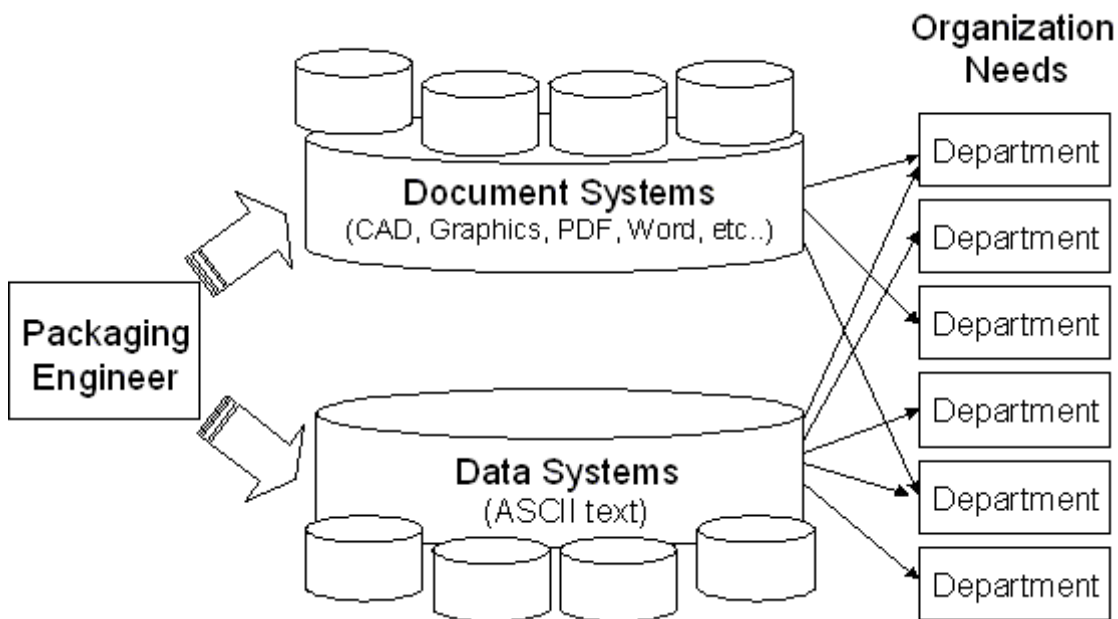 Organization
Needs
Document Systems
(CAD, Graphics, PDF, Word, etc..)
Packaging
Engineer
Data Systems
(ASCII text)
Department
Department
Department
Department
Department
Department